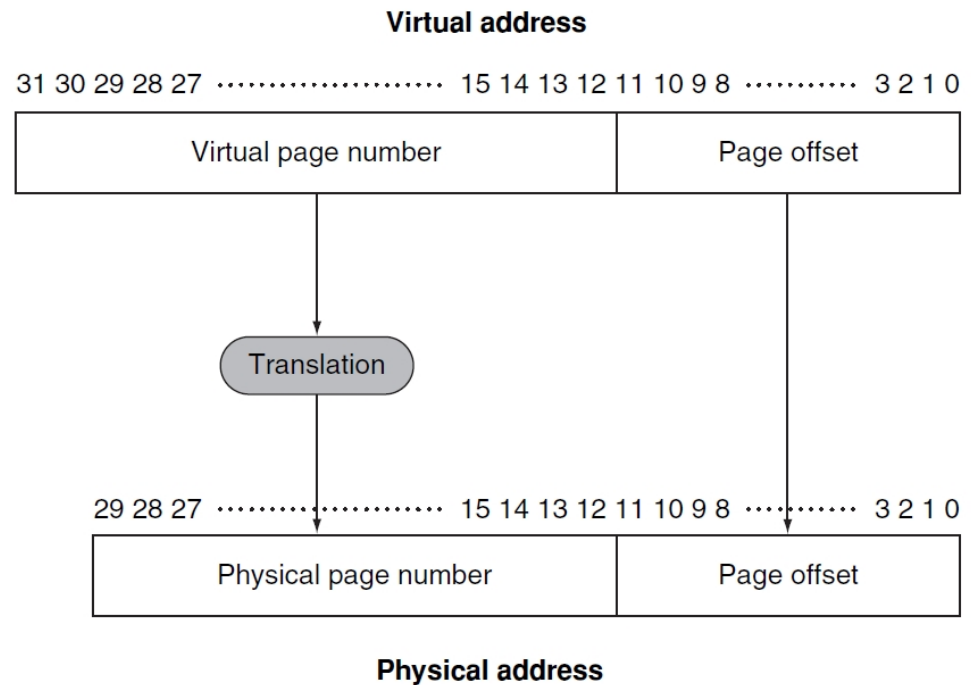 Virtual address
31 30 29 28 27 ..................... 15 14 13 12 11 10 9 8 .......... 3 2 1 0
Virtual page number Page offset
Translation
29 28 27 ..................... 15 14 13 12 11 10 9 8 .......... 3 2 1 0
Physical page number Page offset
Physical address